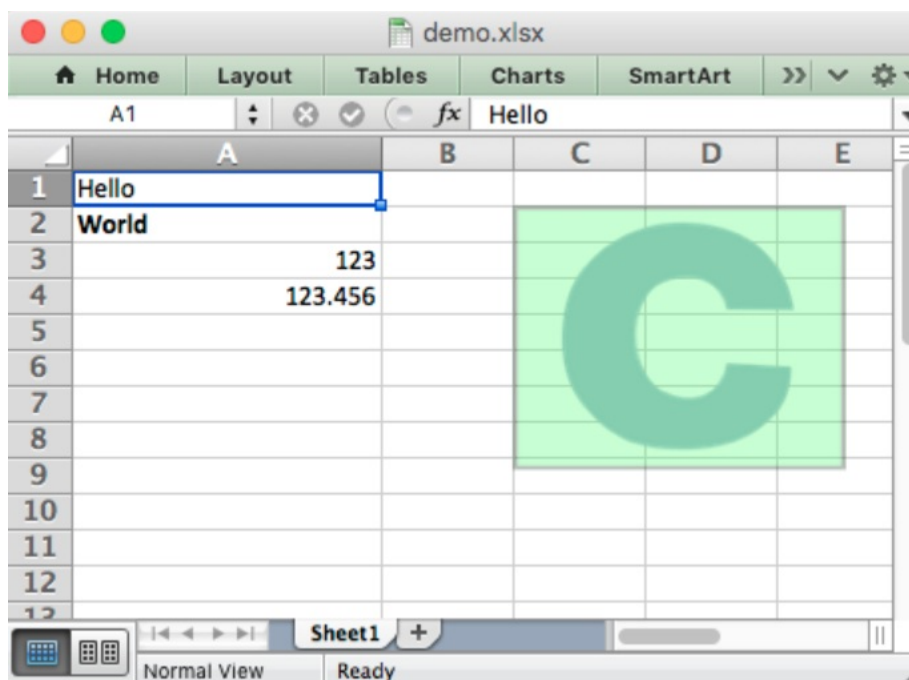 demo.xlsx
Home Layout Tables Charts SmartArt
A1 fx Hello
A B C D E
1 Hello
2 World
3 123
4 123.456
5
6
7
8
9
10
11
12
13
C
Sheet1 +
Normal View Ready